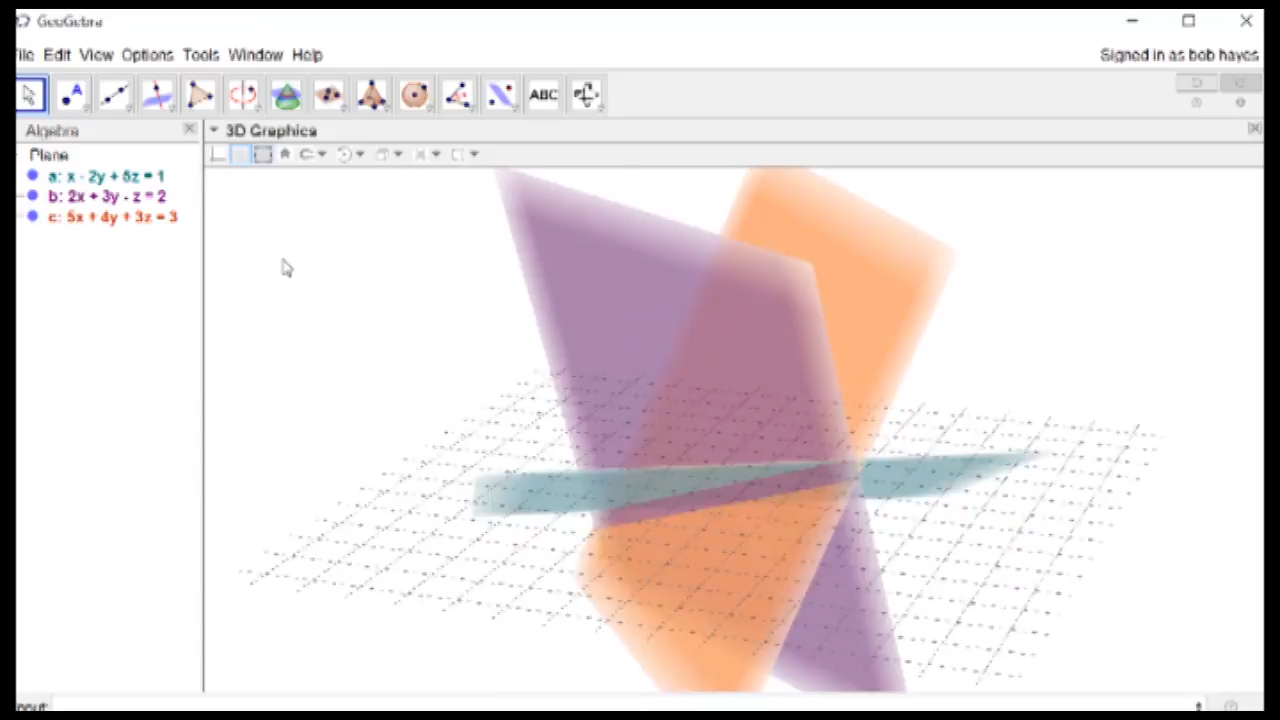 GeoGebra
File Edit View Options Tools Window Help
Signed in as bob hayes
A
ABC
Algebra
3D Graphics
Plane
a: x - 2y + 5z = 1
b: 2x + 3y - z = 2
c: 5x + 4y + 3z = 3
Input: